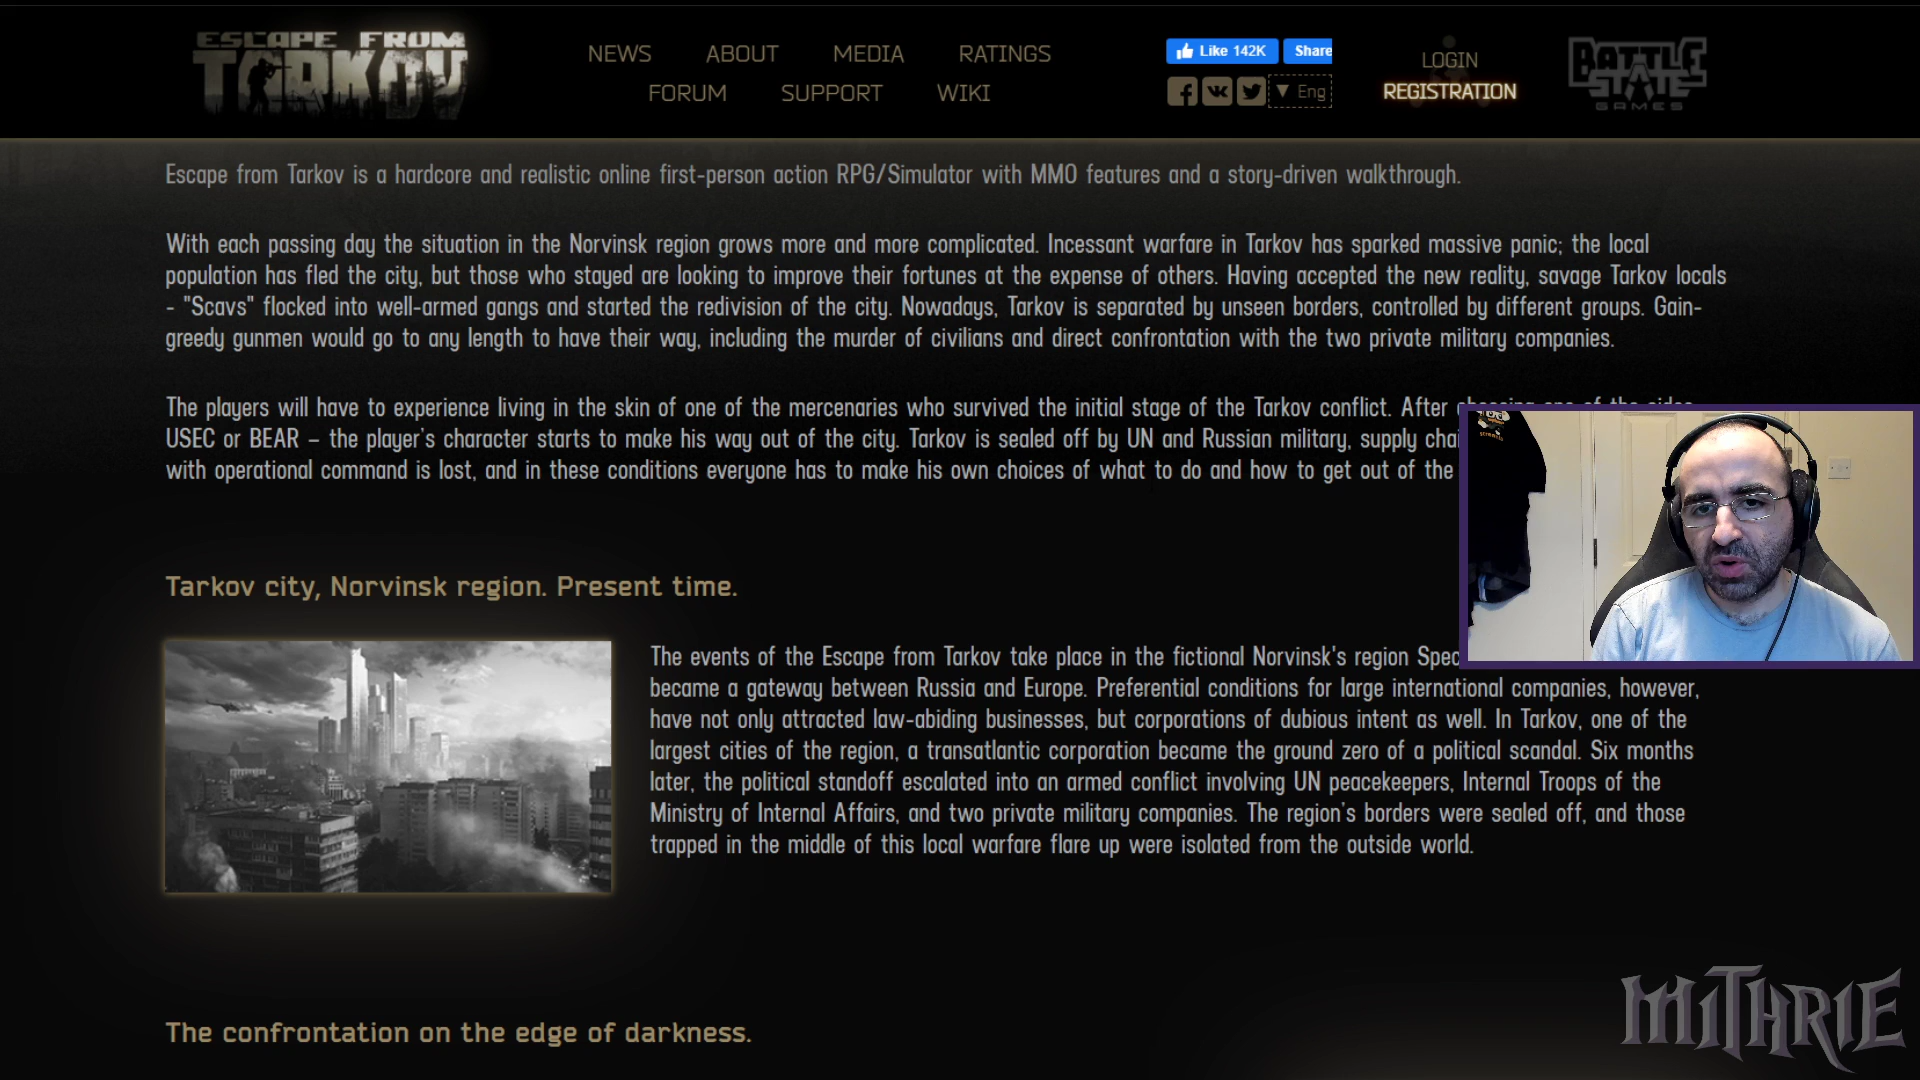 ESCAPE FROM
TARKOV
NEWS ABOUT MEDIA RATINGS
FORUM SUPPORT WIKI
Like 142K Share
▼ Eng
LOGIN
REGISTRATION
BATTLE
STATE
GAMES
Escape from Tarkov is a hardcore and realistic online first-person action RPG/Simulator with MMO features and a story-driven walkthrough.
With each passing day the situation in the Norvinsk region grows more and more complicated. Incessant warfare in Tarkov has sparked massive panic; the local
population has fled the city, but those who stayed are looking to improve their fortunes at the expense of others. Having accepted the new reality, savage Tarkov locals
- "Scavs" flocked into well-armed gangs and started the redivision of the city. Nowadays, Tarkov is separated by unseen borders, controlled by different groups. Gain-
greedy gunmen would go to any length to have their way, including the murder of civilians and direct confrontation with the two private military companies.
The players will have to experience living in the skin of one of the mercenaries who survived the initial stage of the Tarkov conflict. After
USEC or BEAR – the player's character starts to make his way out of the city. Tarkov is sealed off by UN and Russian military, supply
with operational command is lost, and in these conditions everyone has to make his own choices of what to do and how to get out of the
Tarkov city, Norvinsk region. Present time.
The events of the Escape from Tarkov take place in the fictional Norvinsk's region
became a gateway between Russia and Europe. Preferential conditions for large international companies, however,
have not only attracted law-abiding businesses, but corporations of dubious intent as well. In Tarkov, one of the
largest cities of the region, a transatlantic corporation became the ground zero of a political scandal. Six months
later, the political standoff escalated into an armed conflict involving UN peacekeepers, Internal Troops of the
Ministry of Internal Affairs, and two private military companies. The region's borders were sealed off, and those
trapped in the middle of this local warfare flare up were isolated from the outside world.
The confrontation on the edge of darkness.
MITHRIE